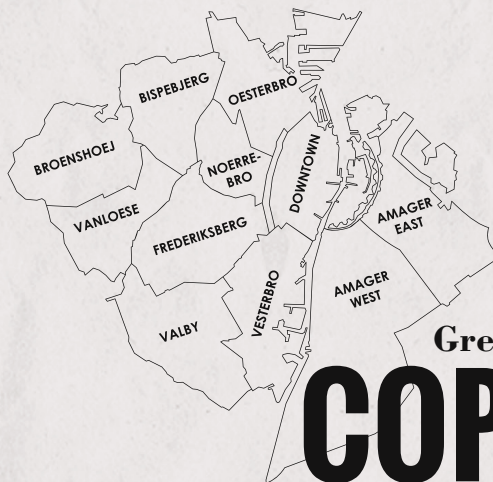 BISPEBJERG
OESTERBRO
BROENSHOEJ
NOERRE-
BRO
DOWNTOWN
VANLOESE
FREDERIKSBERG
AMAGER
EAST
VESTERBRO
AMAGER
WEST
VALBY
Gre
COP